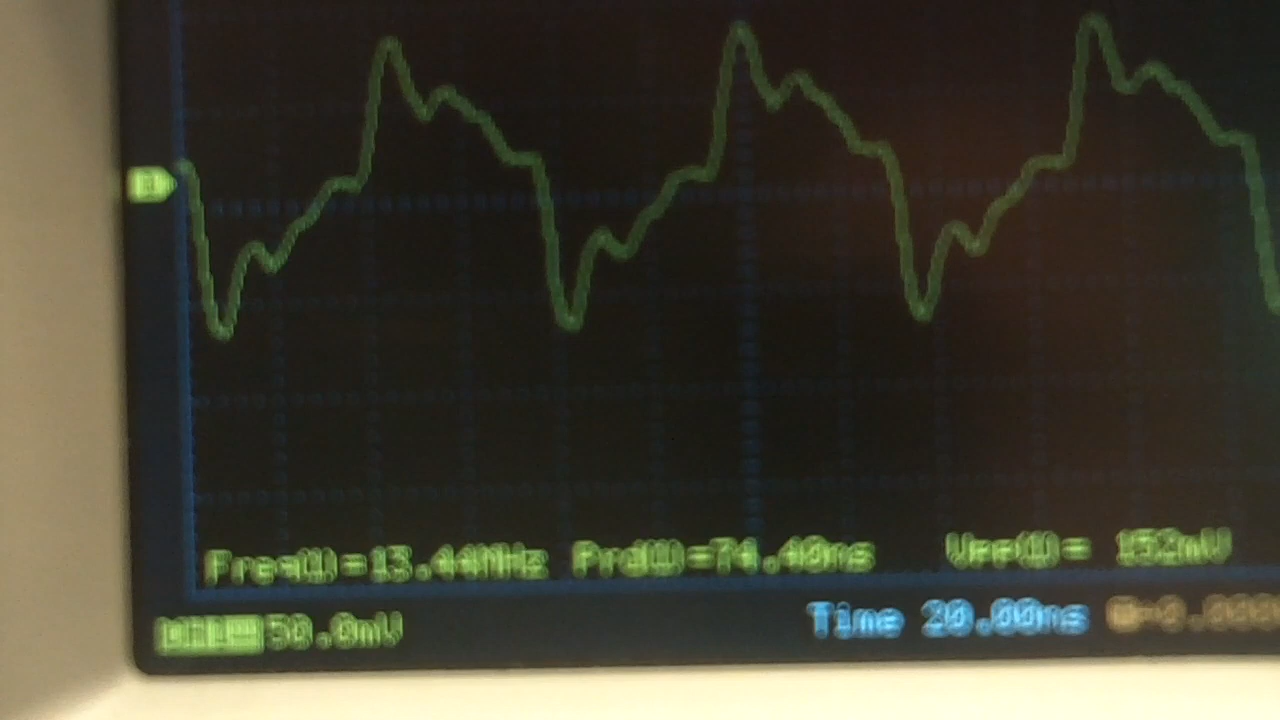 Freq(1)=13.44MHz Prd(1)=74.40ns Vpp(1)= 152mV
50.0mV Time 20.00ns